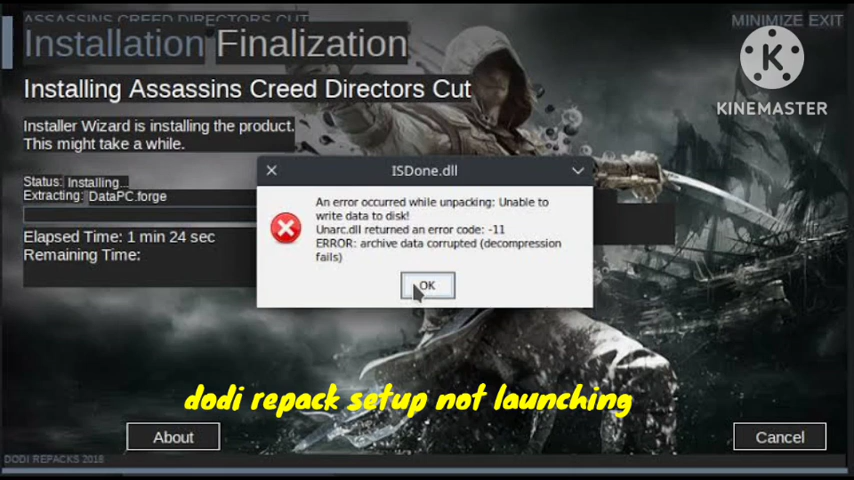 ASSASSINS CREED DIRECTORS CUT
MINIMIZE EXIT
Installation Finalization
KINEMASTER
Installing Assassins Creed Directors Cut
Installer Wizard is installing the product.
This might take a while.
Status: Installing...
Extracting: DataPC.forge
Elapsed Time: 1 min 24 sec
Remaining Time:
ISDone.dll
An error occurred while unpacking: Unable to
write data to disk!
Unarc.dll returned an error code: -11
ERROR: archive data corrupted (decompression
fails)
OK
dodi repack setup not launching
About
Cancel
DODI REPACKS 2018